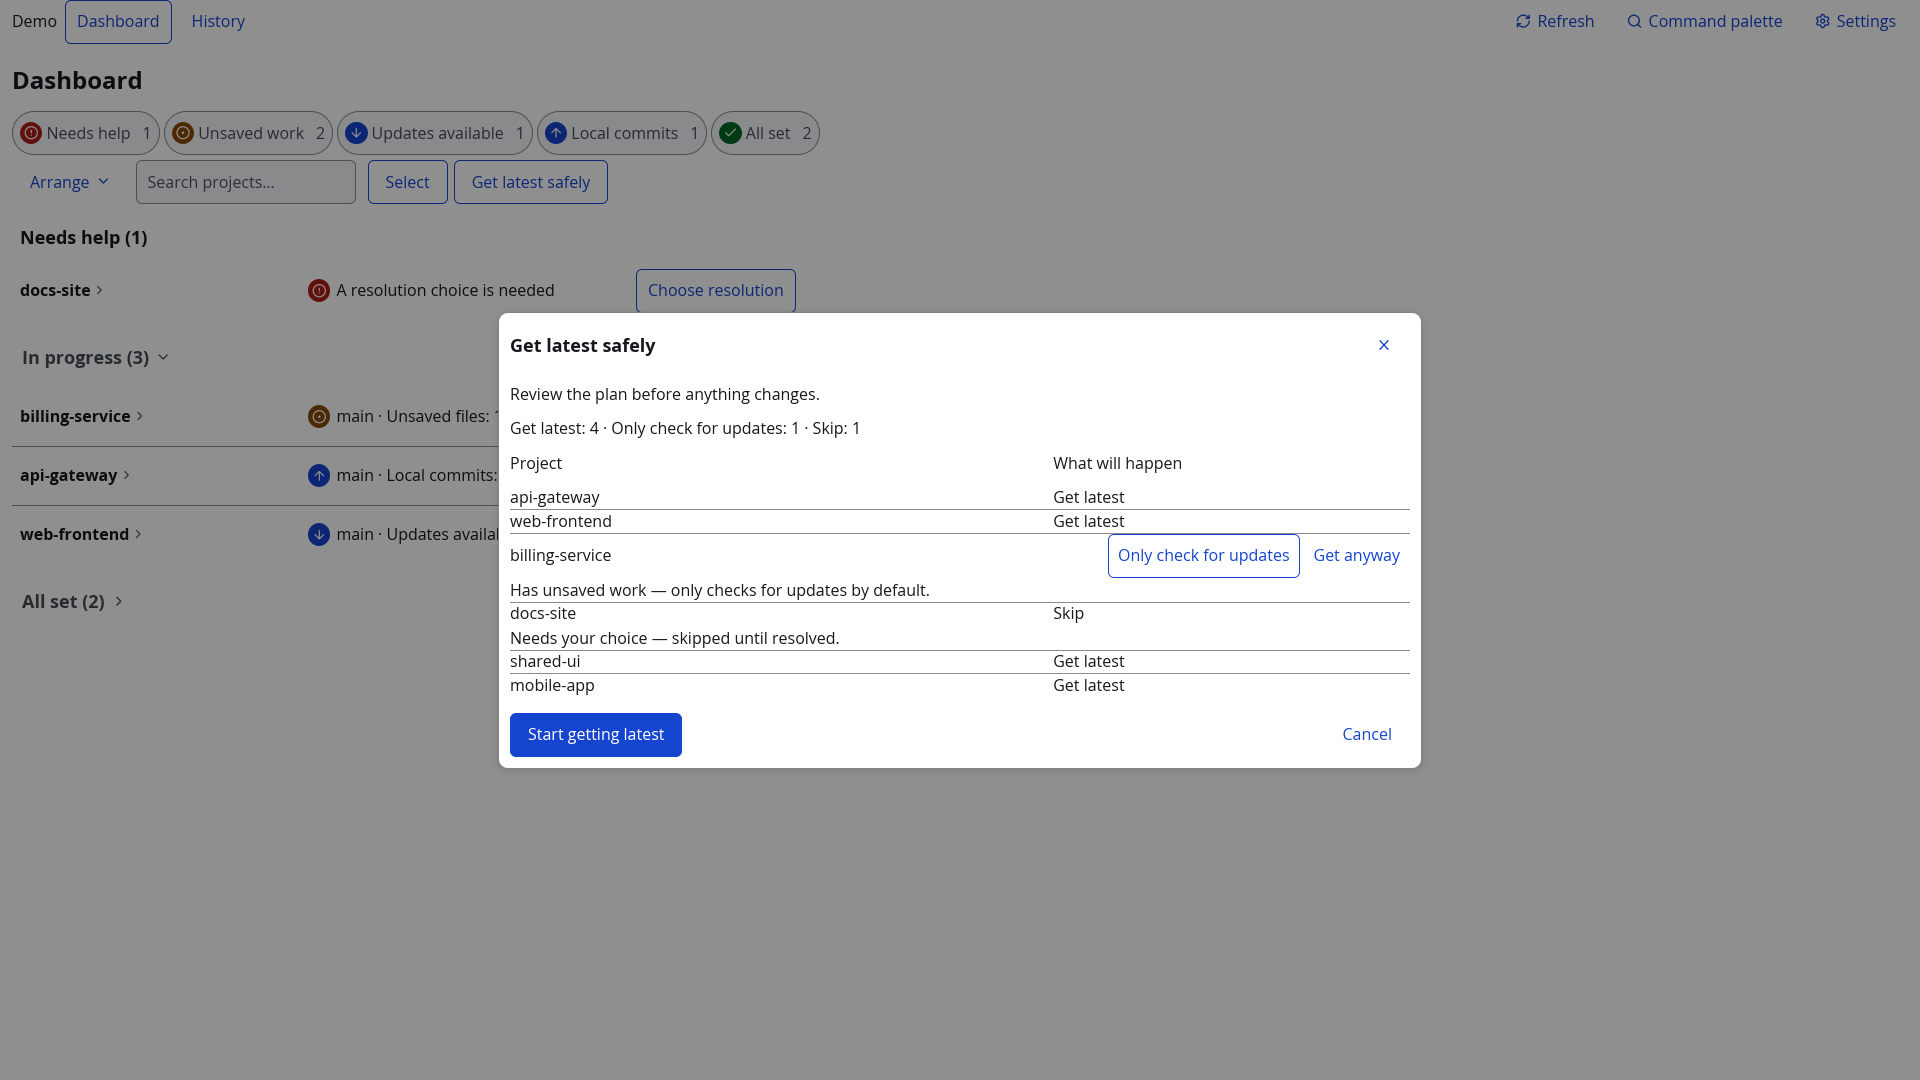 Demo Dashboard History Refresh Command palette Settings
Dashboard
Needs help 1 Unsaved work 2 Updates available 1 Local commits 1 All set 2
Arrange Search projects... Select Get latest safely
Needs help (1)
docs-site A resolution choice is needed Choose resolution
In progress (3)
billing-service main · Unsaved files:
api-gateway main · Local commits:
web-frontend main · Updates
All set (2)
Get latest safely
Review the plan before anything changes.
Get latest: 4 · Only check for updates: 1 · Skip: 1
Project What will happen
api-gateway Get latest
web-frontend Get latest
billing-service Only check for updates Get anyway
Has unsaved work — only checks for updates by default.
docs-site Skip
Needs your choice — skipped until resolved.
shared-ui Get latest
mobile-app Get latest
Start getting latest Cancel